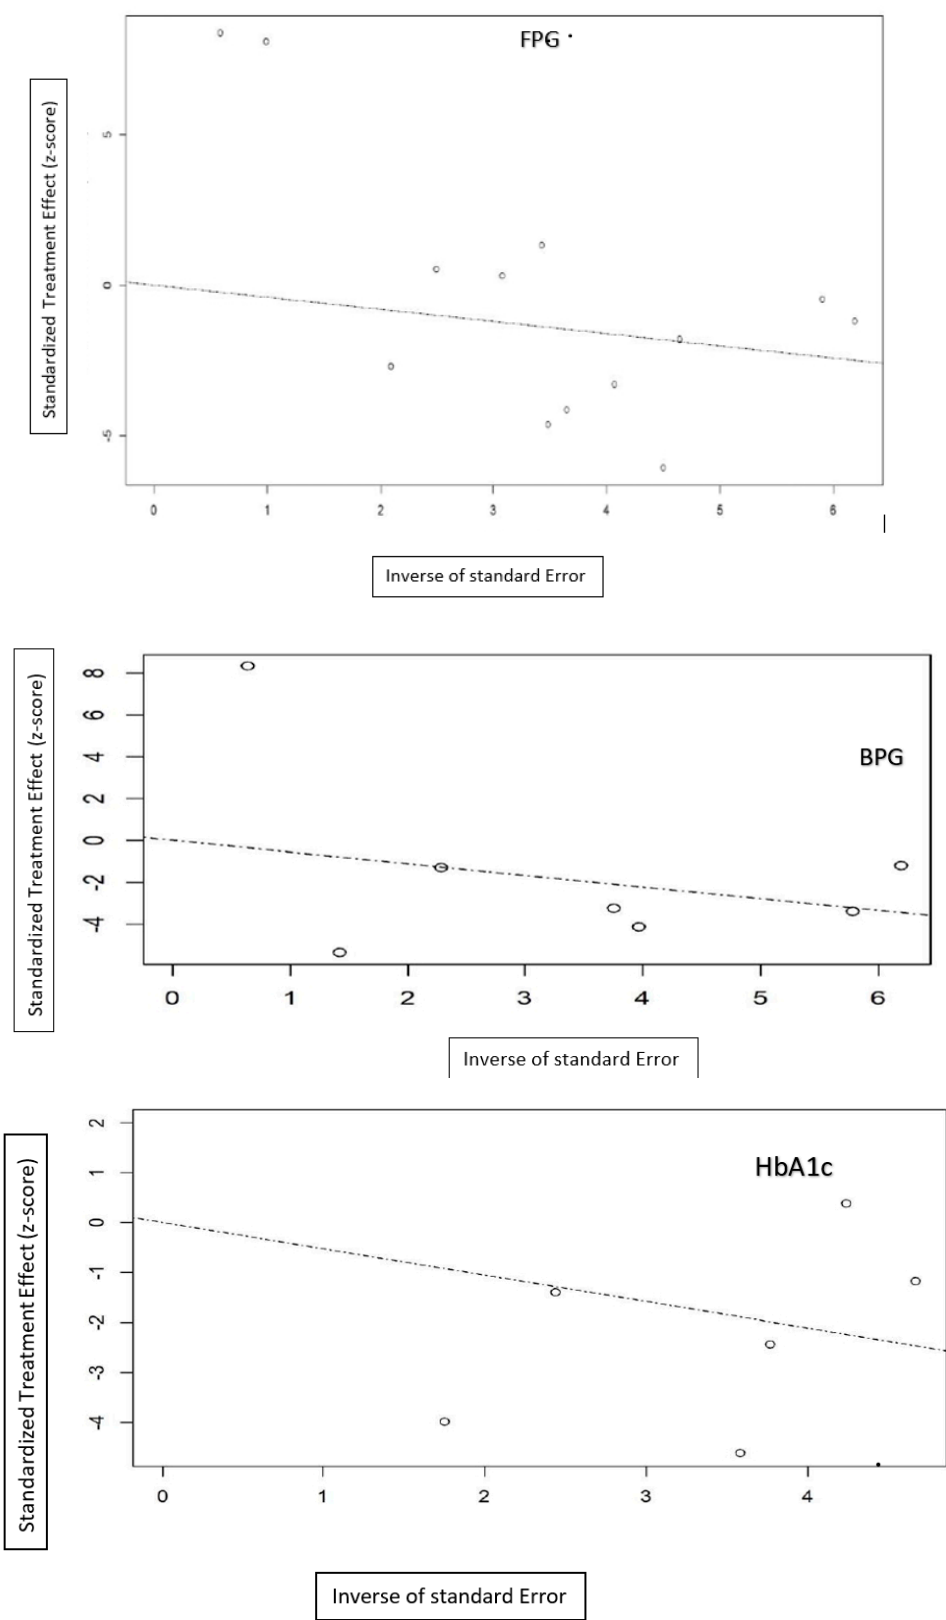 FPG
Standardized Treatment Effect (z-score)
5
0
-5
0 1 2 3 4 5 6
Inverse of standard Error
BPG
Standardized Treatment Effect (z-score)
8
6
4
2
0
-2
-4
0 1 2 3 4 5 6
Inverse of standard Error
HbA1c
Standardized Treatment Effect (z-score)
2
1
0
-1
-2
-3
-4
0 1 2 3 4
Inverse of standard Error